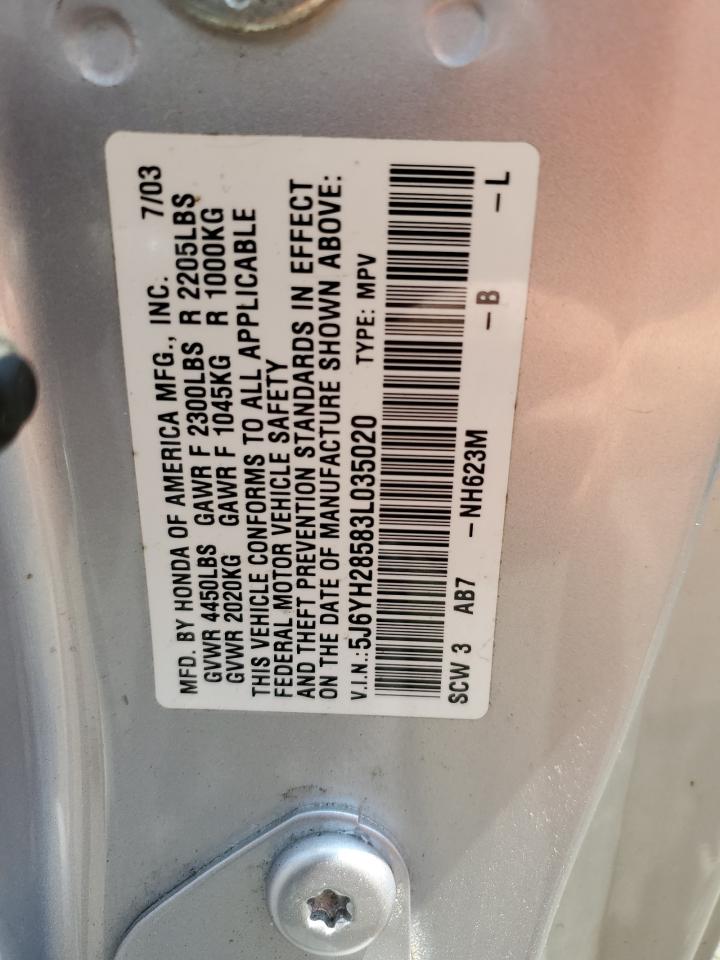 MFD. BY HONDA OF AMERICA MFG., INC. 7/03
GVWR 4450LBS GAWR F 2300LBS R 2205LBS
GVWR 2020KG GAWR F 1045KG R 1000KG
THIS VEHICLE CONFORMS TO ALL APPLICABLE
FEDERAL MOTOR VEHICLE SAFETY
AND THEFT PREVENTION STANDARDS IN EFFECT
ON THE DATE OF MANUFACTURE SHOWN ABOVE:
V.I.N.:5J6YH28583L035020 TYPE: MPV
SCW 3 AB7 -NH623M -B -L